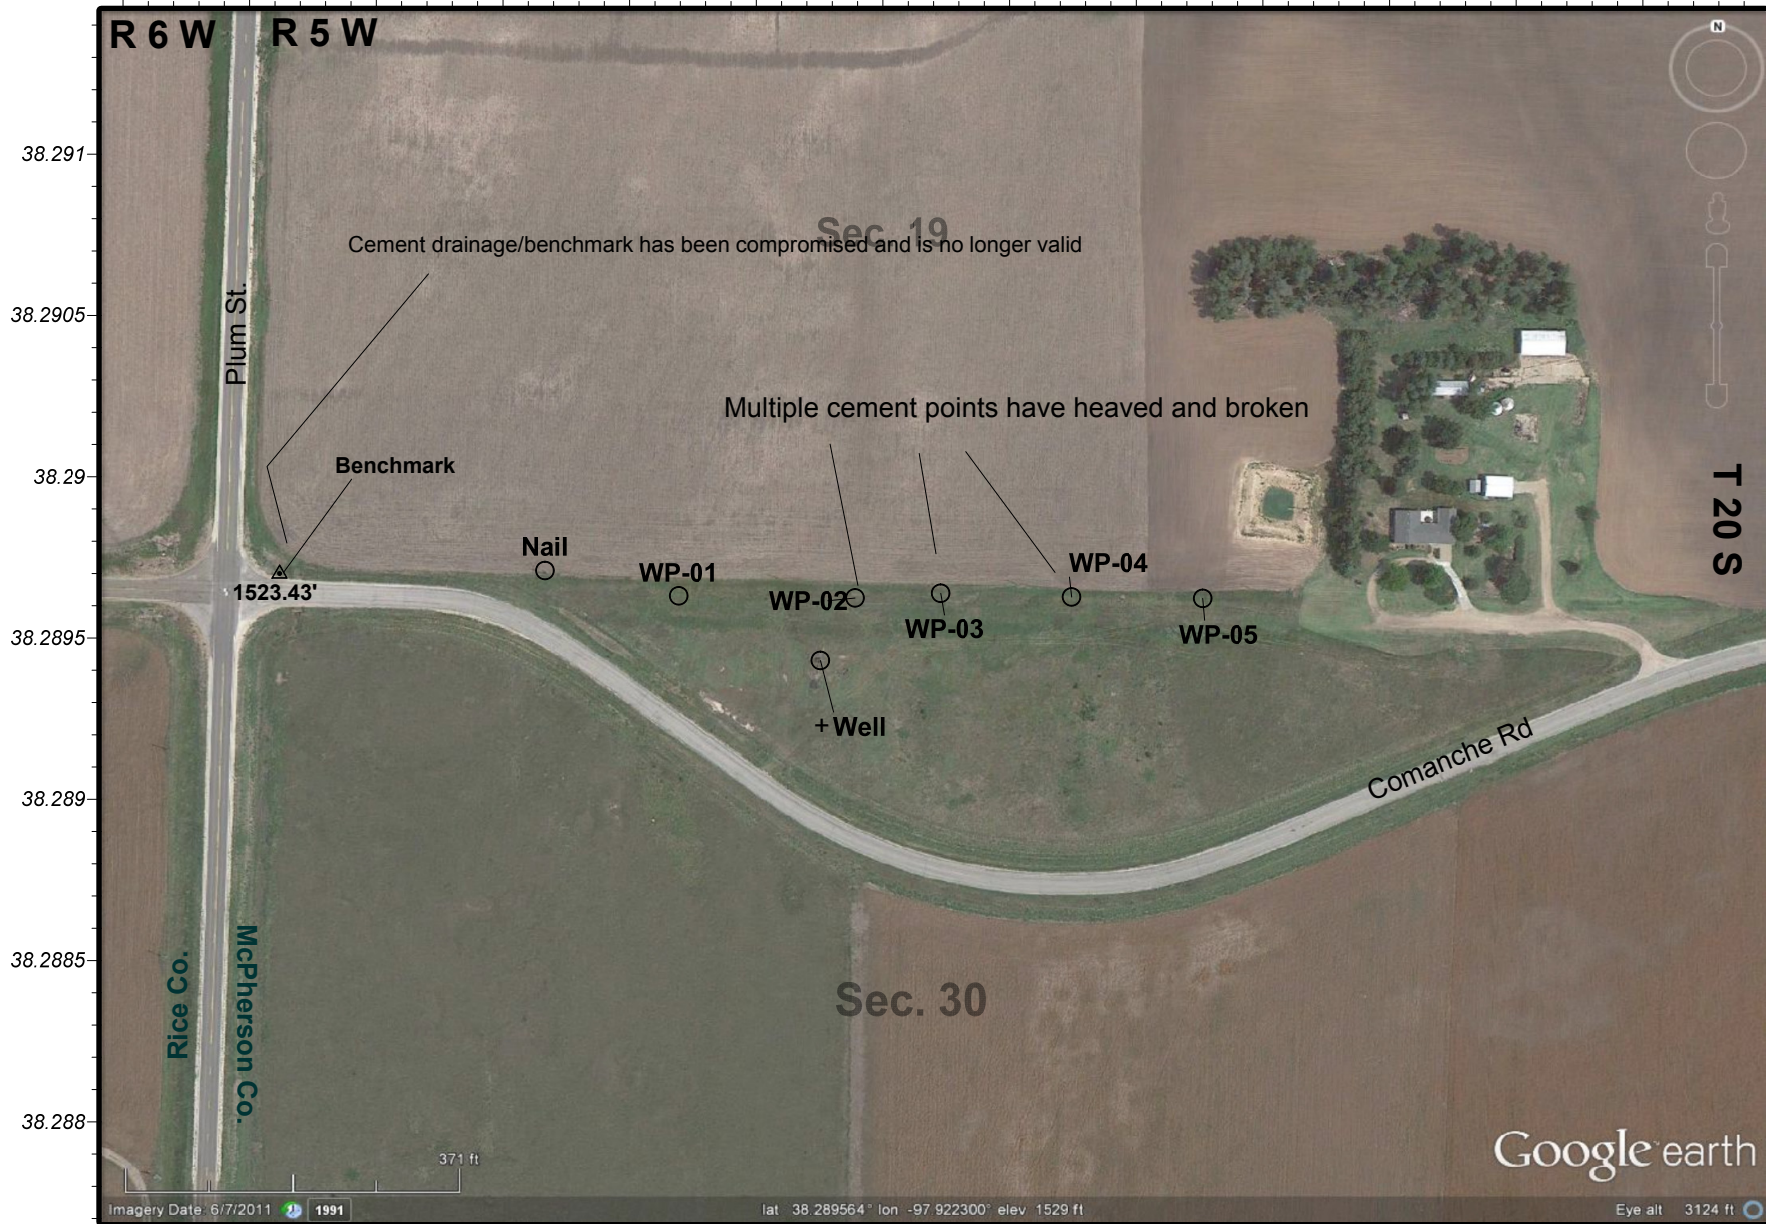 R 6 W
R 5 W
N
38.291
Sec. 19
Cement drainage/benchmark has been compromised and is no longer valid
38.2905
Plum St.
Multiple cement points have heaved and broken
Benchmark
38.29
T 20 S
Nail
WP-01
WP-04
1523.43'
WP-02
WP-03
WP-05
38.2895
+ Well
Comanche Rd
38.289
38.2885
Rice Co.
McPherson Co.
Sec. 30
38.288
371 ft
Google earth
Imagery Date: 6/7/2011
1991
lat 38.289564° lon -97.922300° elev 1529 ft
Eye alt 3124 ft